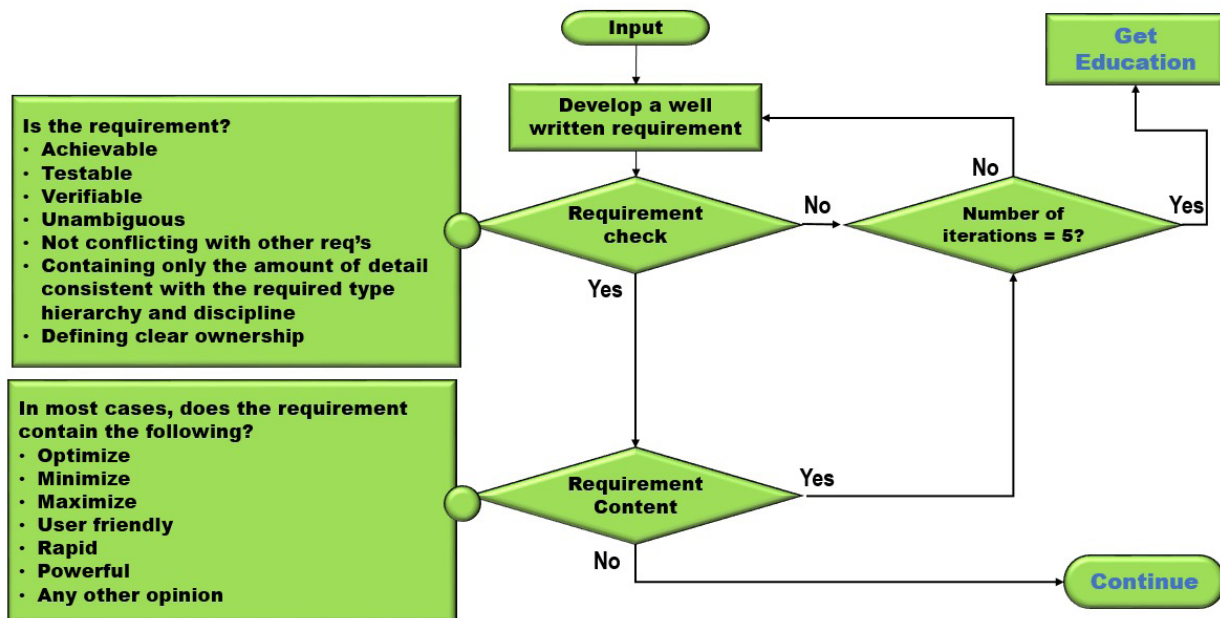 Input
Get
Education
Develop a well
written requirement
Is the requirement?
• Achievable
• Testable
• Verifiable
• Unambiguous
• Not conflicting with other req's
• Containing only the amount of detail
consistent with the required type
hierarchy and discipline
• Defining clear ownership
Requirement
check
No
Number of
iterations = 5?
No
Yes
Yes
In most cases, does the requirement
contain the following?
• Optimize
• Minimize
• Maximize
• User friendly
• Rapid
• Powerful
• Any other opinion
Requirement
Content
Yes
No
Continue